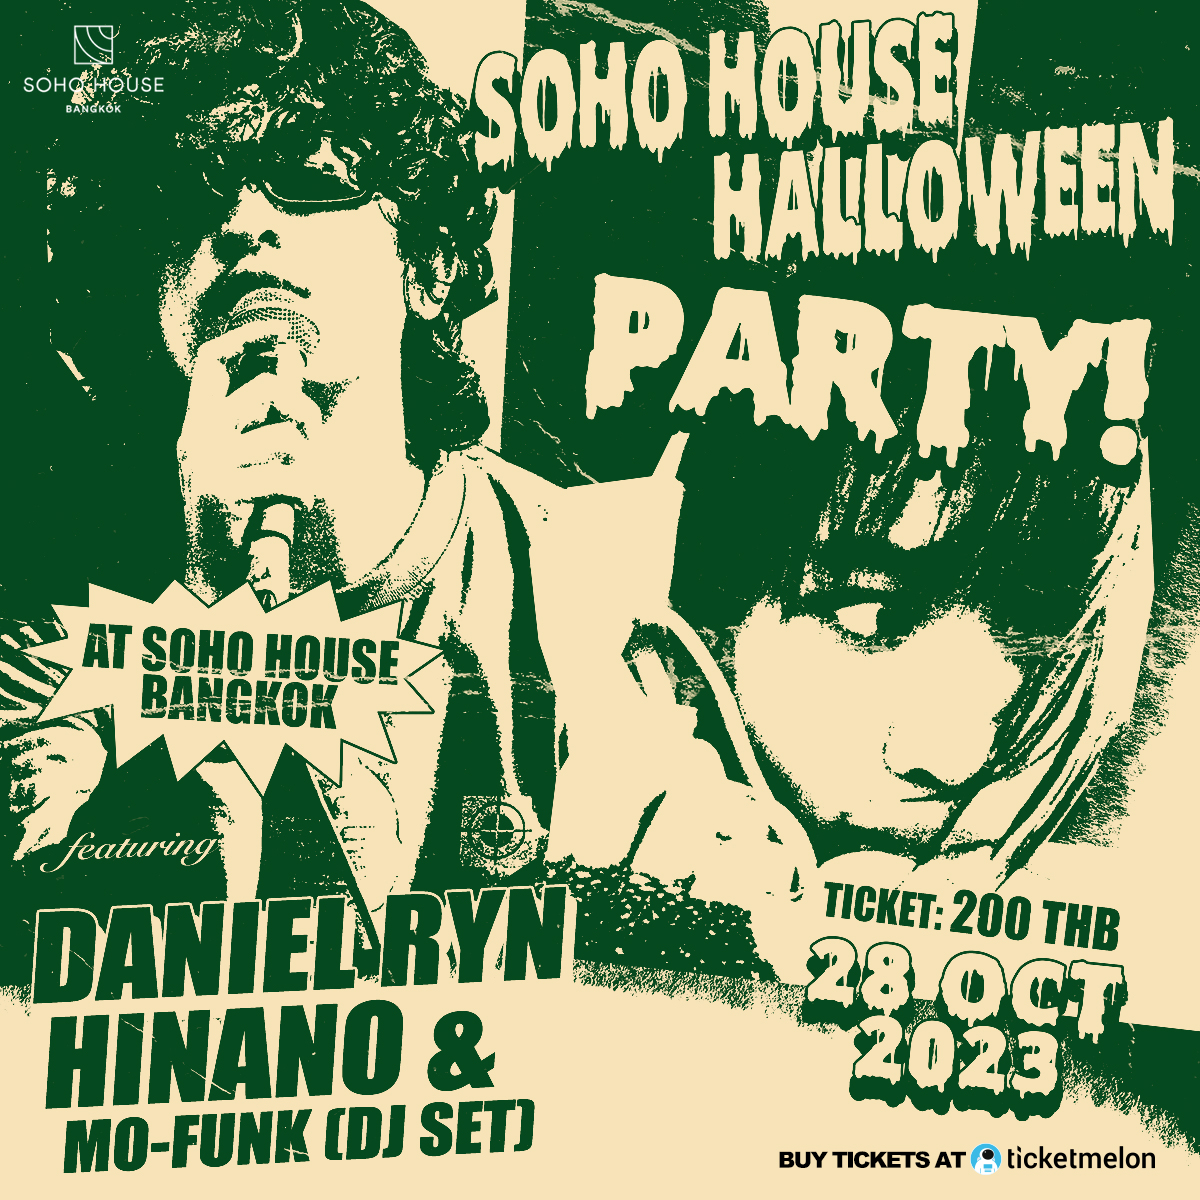 SOHO HOUSE
BANGKOK
SOHO HOUSE
HALLOWEEN
PARTY!
AT SOHO HOUSE
BANGKOK
featuring
DANIEL RYN
HINANO &
MO-FUNK (DJ SET)
TICKET: 200 THB
28 OCT
2023
BUY TICKETS AT ticketmelon